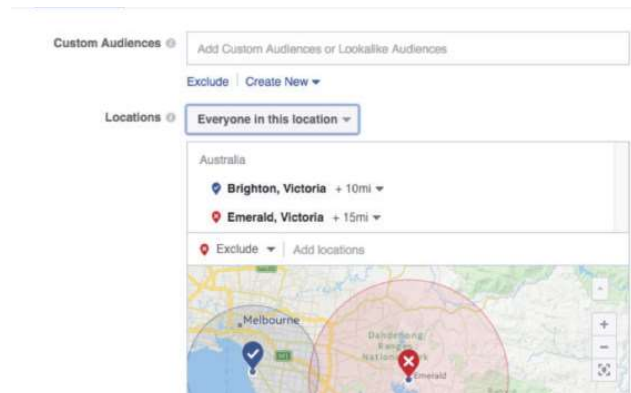 Custom Audiences
Add Custom Audiences or Lookalike Audiences
Exclude Create New
Locations
Everyone in this location
Australia
Brighton, Victoria + 10mi
Emerald, Victoria + 15mi
Exclude Add locations
Melbourne
Dandenong
Ranges
National Park
Emerald
M1